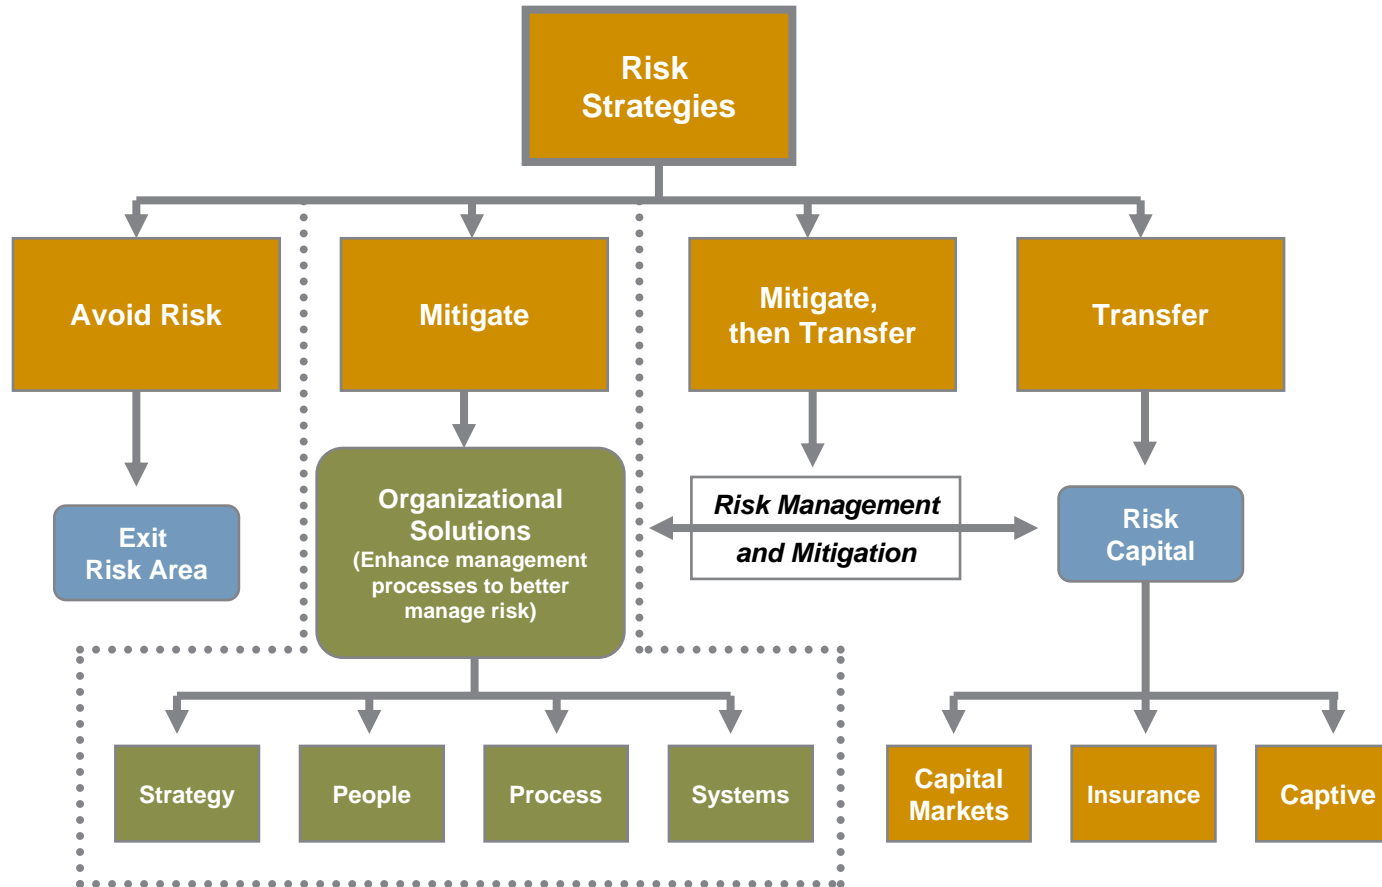 Risk
Strategies
Avoid Risk
Mitigate
Mitigate,
then Transfer
Transfer
Exit
Risk Area
Organizational
Solutions
(Enhance management
processes to better
manage risk)
Risk Management
and Mitigation
Risk
Capital
Strategy
People
Process
Systems
Capital
Markets
Insurance
Captive